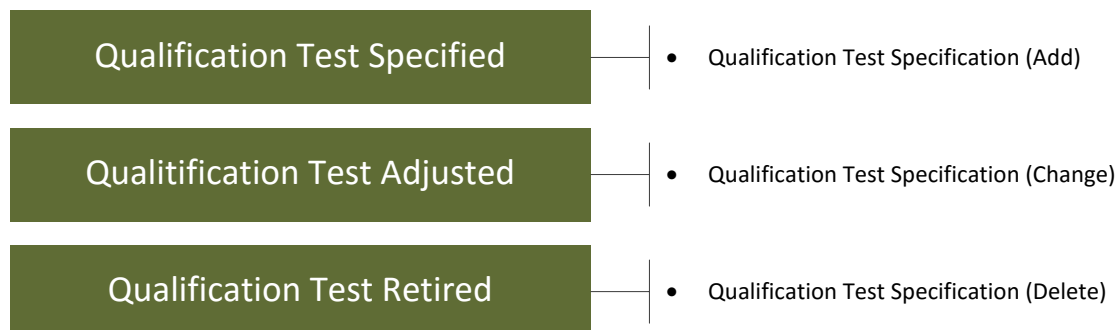 Qualification Test Specified
• Qualification Test Specification (Add)
Qualitification Test Adjusted
• Qualification Test Specification (Change)
Qualification Test Retired
• Qualification Test Specification (Delete)